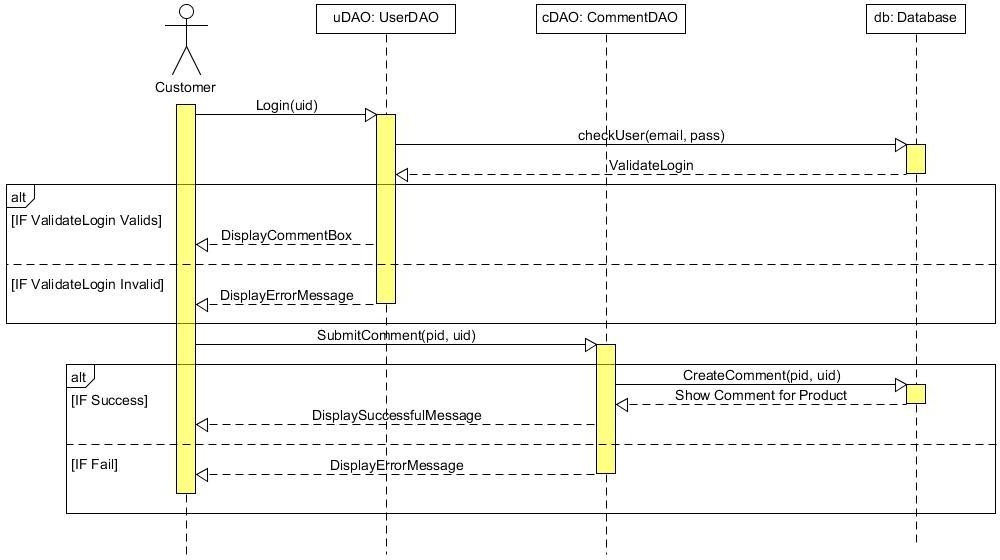 uDAO: UserDAO
cDAO: CommentDAO
db: Database
Customer
Login(uid)
checkUser(email, pass)
ValidateLogin
alt
[IF ValidateLogin Valids]
DisplayCommentBox
[IF ValidateLogin Invalid]
DisplayErrorMessage
SubmitComment(pid, uid)
alt
CreateComment(pid, uid)
Show Comment for Product
[IF Success]
DisplaySuccessfulMessage
[IF Fail]
DisplayErrorMessage